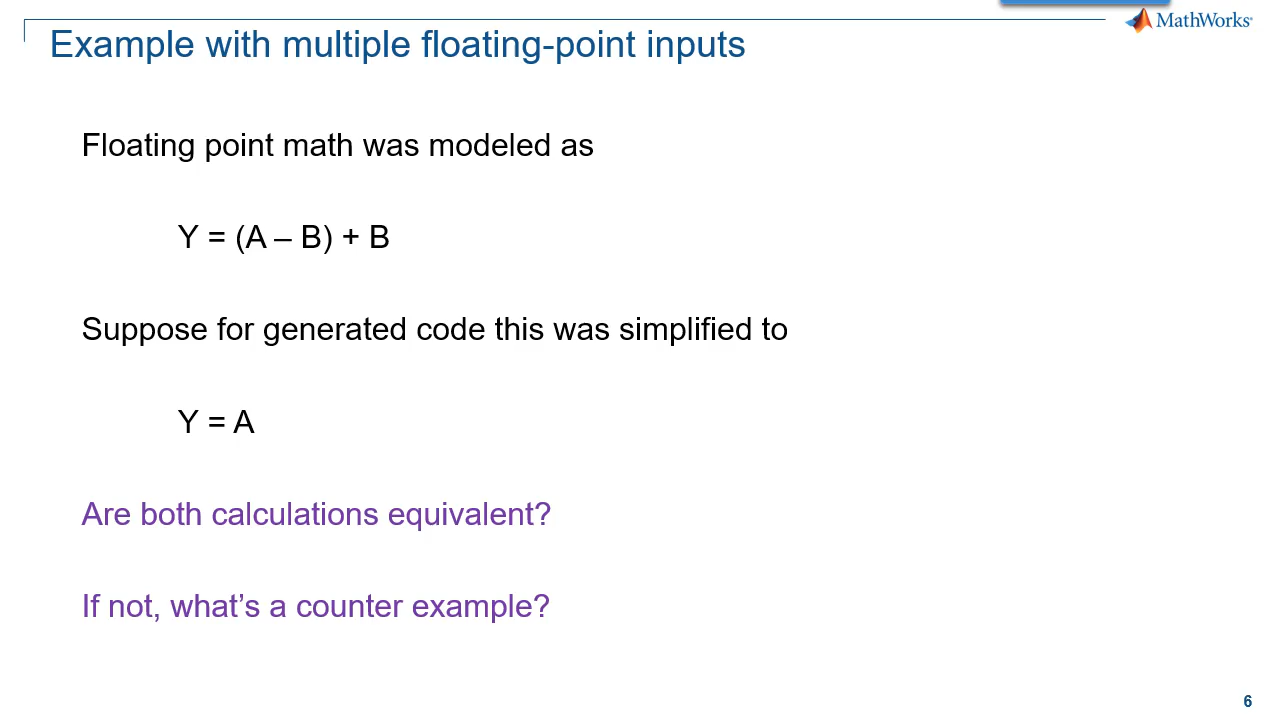 MathWorks®
Example with multiple floating-point inputs
Floating point math was modeled as
Y = (A – B) + B
Suppose for generated code this was simplified to
Y = A
Are both calculations equivalent?
If not, what’s a counter example?
6